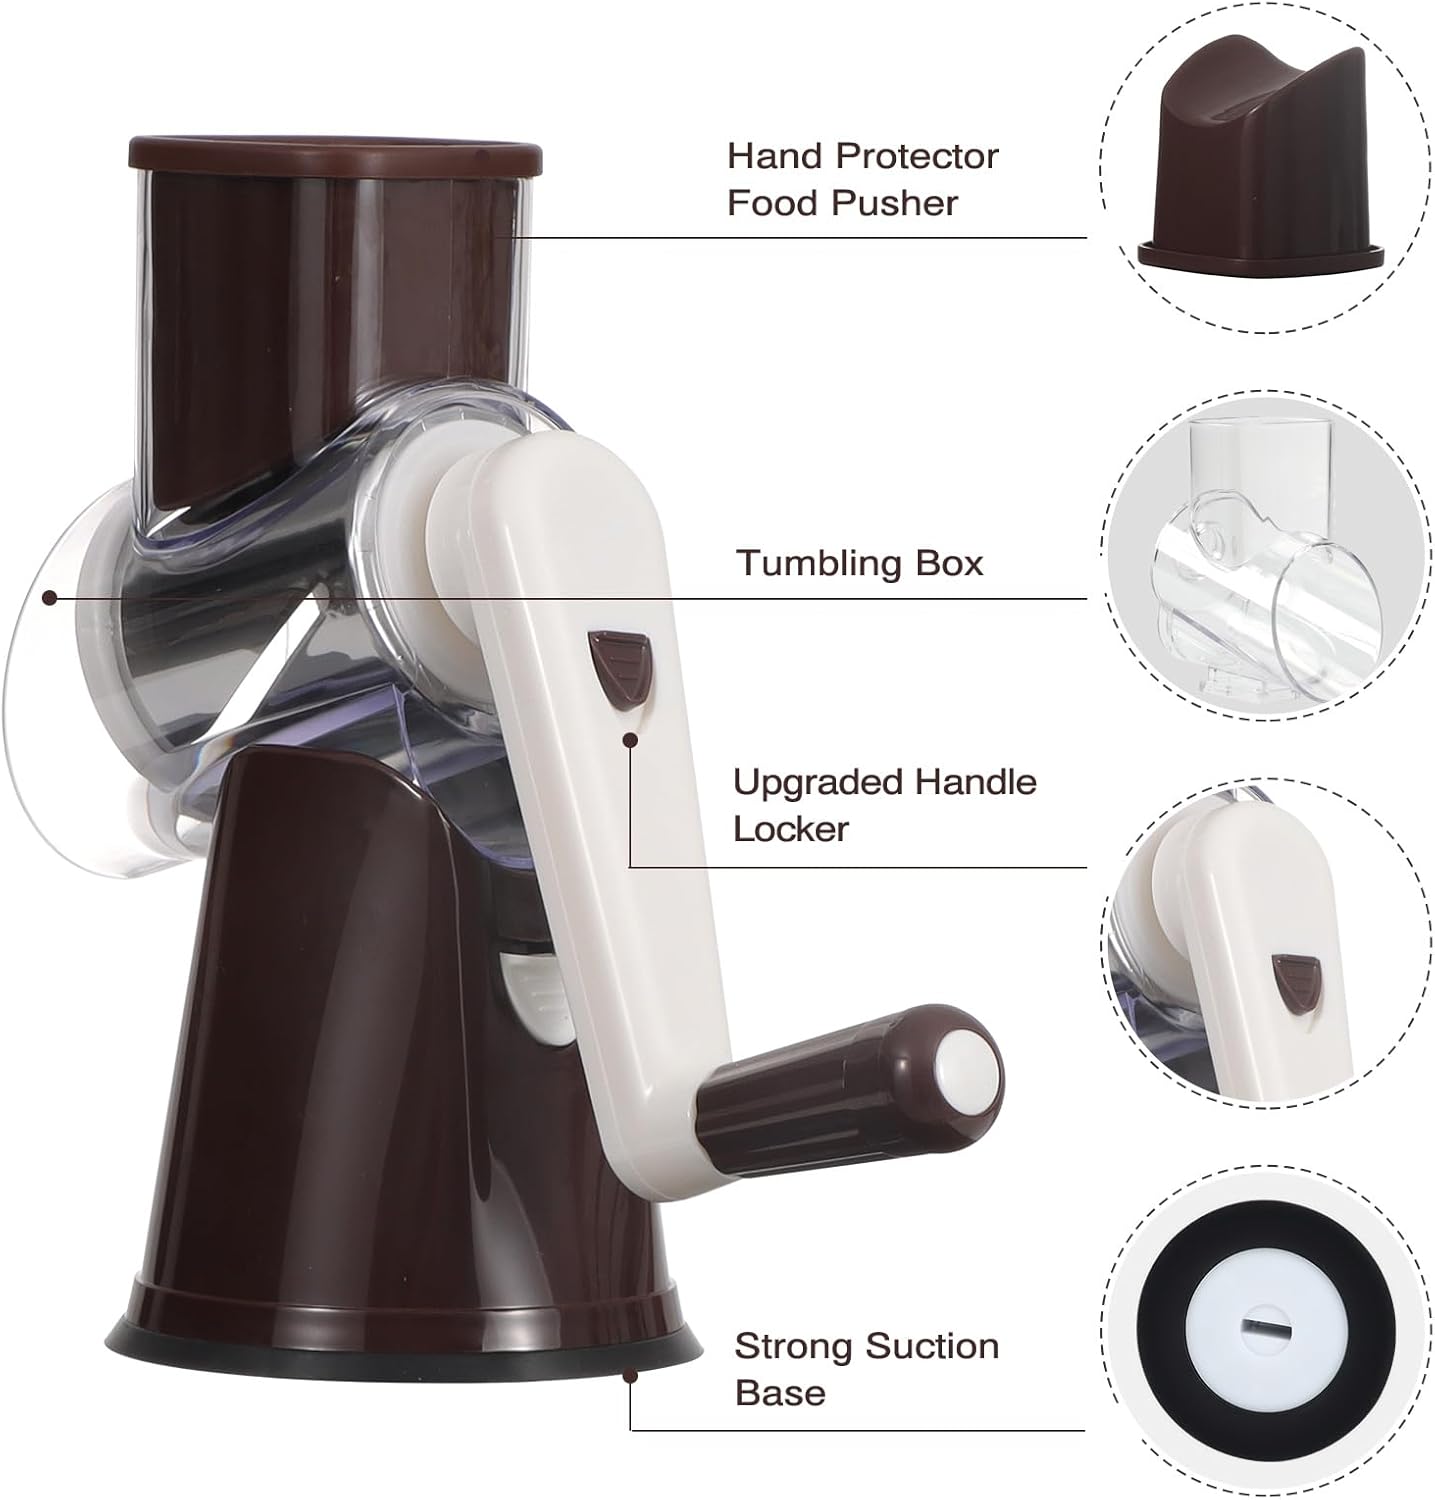 Hand Protector
Food Pusher
Tumbling Box
Upgraded Handle
Locker
Strong Suction
Base